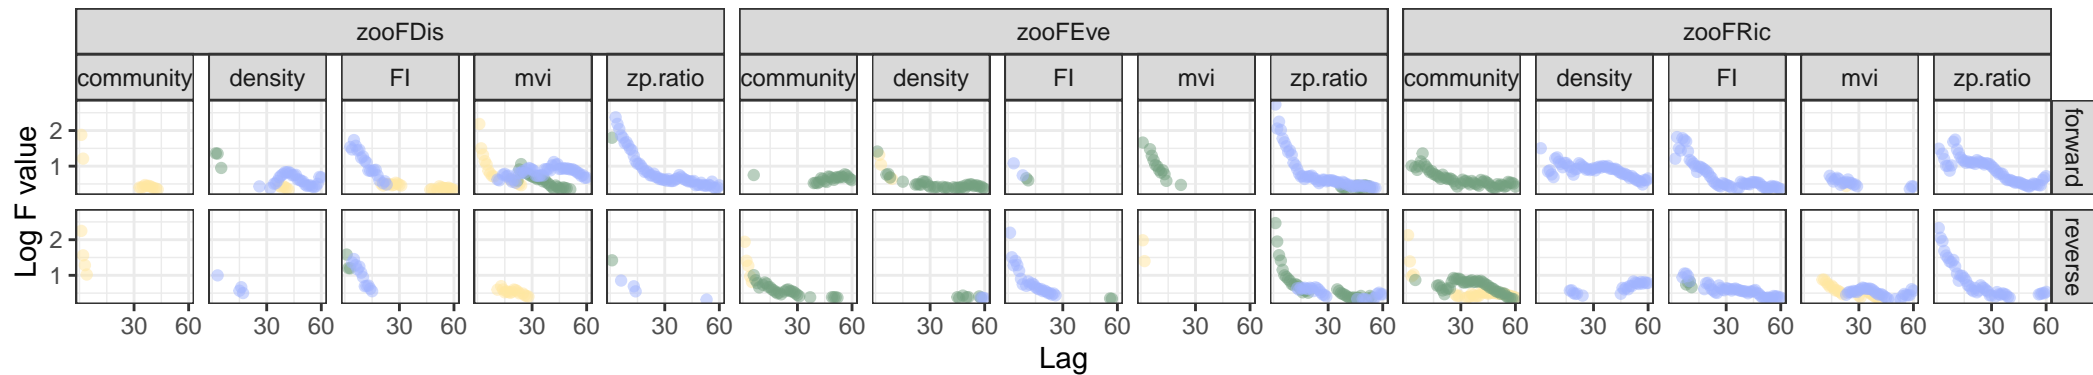 zooFDis zooFEve zooFRic
community density FI mvi zp.ratio community density FI mvi zp.ratio community density FI mvi zp.ratio
forward
2
1
reverse
2
1
Log F value
30 60 30 60 30 60 30 60 30 60 30 60 30 60 30 60 30 60 30 60 30 60 30 60 30 60 30 60 30 60
Lag